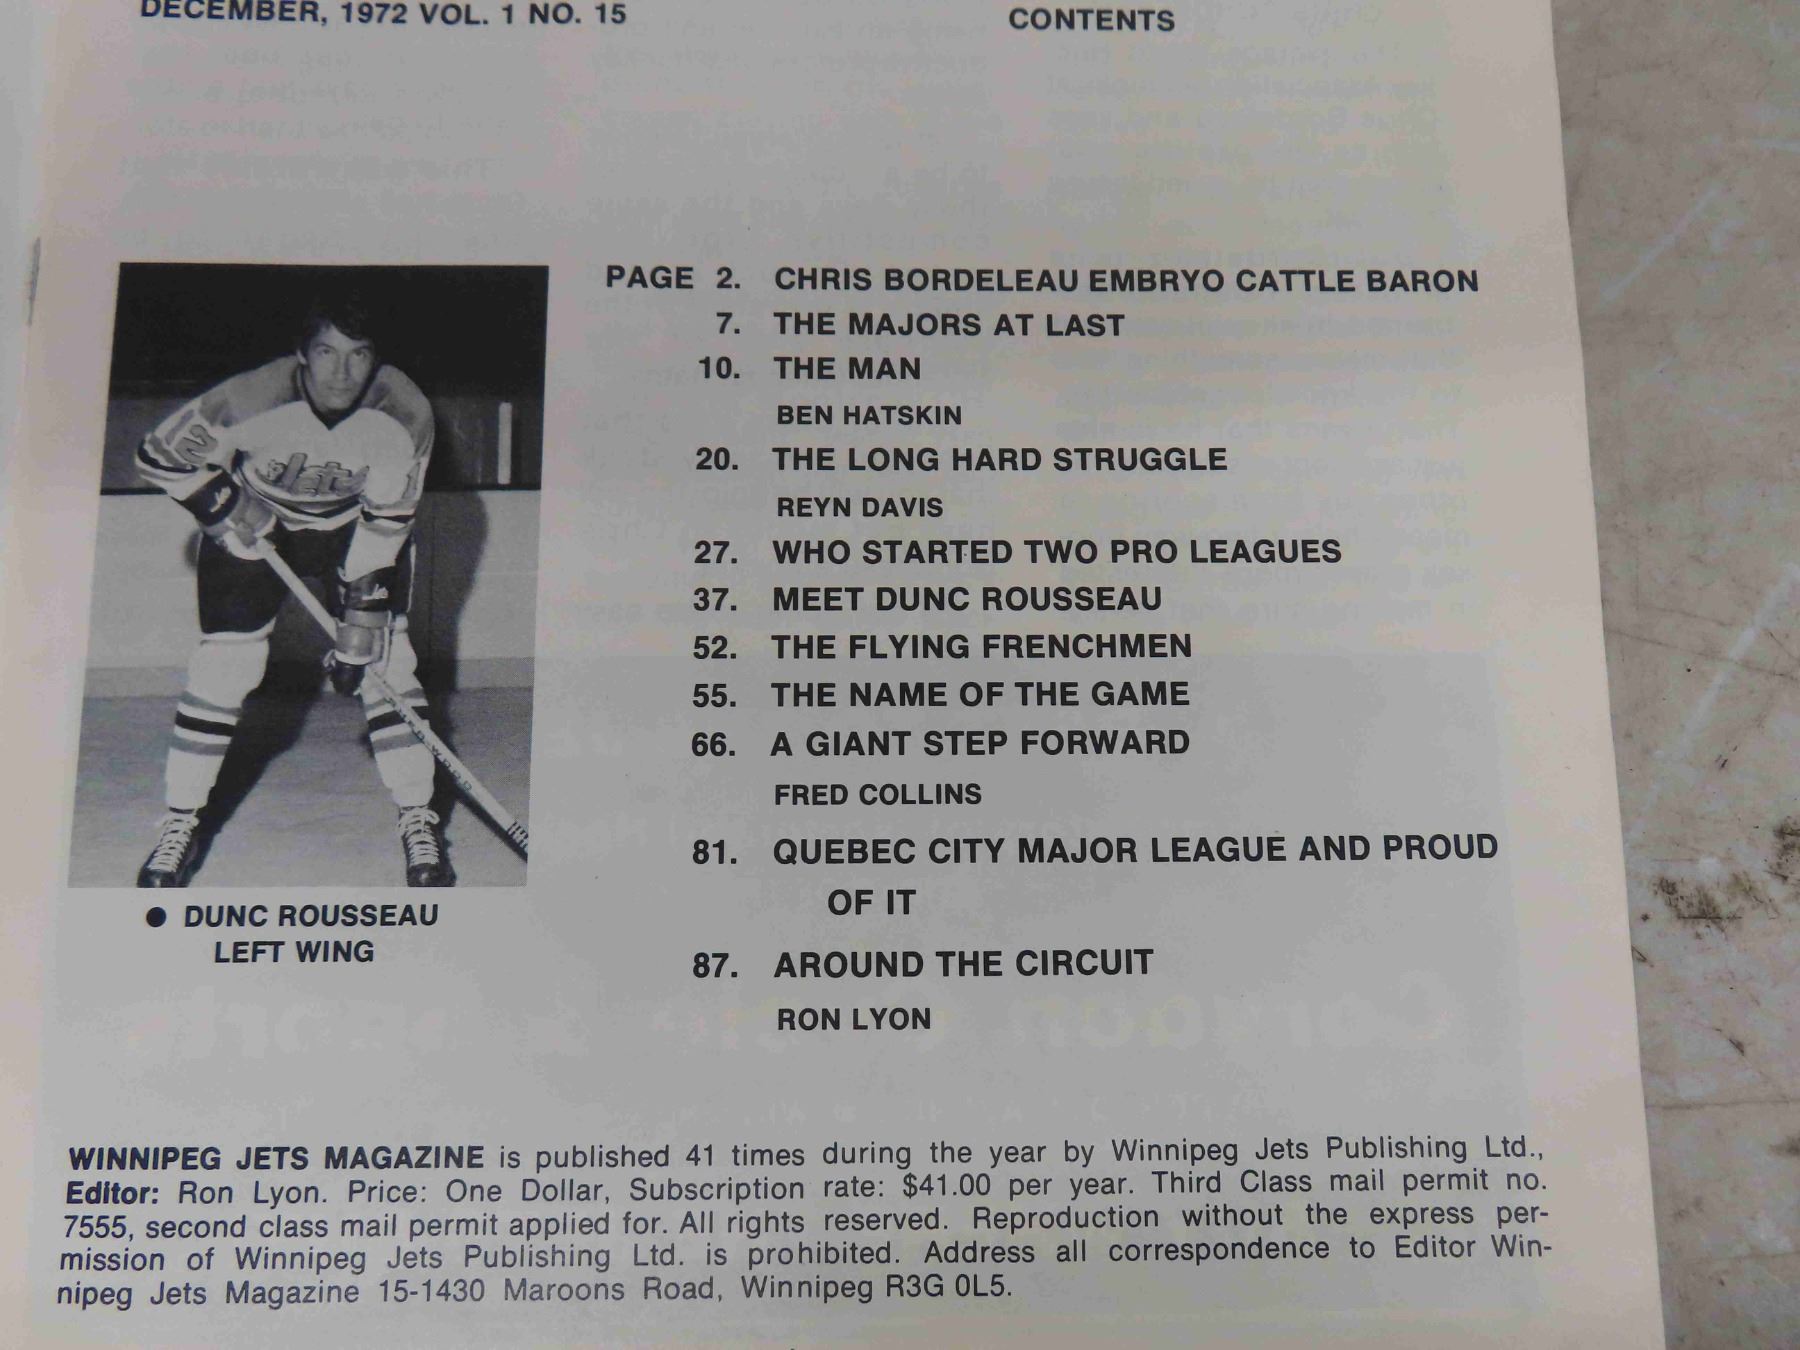 DECEMBER, 1972 VOL. 1 NO. 15
CONTENTS
PAGE 2. CHRIS BORDELEAU EMBRYO CATTLE BARON
7. THE MAJORS AT LAST
10. THE MAN
BEN HATSKIN
20. THE LONG HARD STRUGGLE
REYN DAVIS
27. WHO STARTED TWO PRO LEAGUES
37. MEET DUNC ROUSSEAU
52. THE FLYING FRENCHMEN
55. THE NAME OF THE GAME
66. A GIANT STEP FORWARD
FRED COLLINS
81. QUEBEC CITY MAJOR LEAGUE AND PROUD
OF IT
87. AROUND THE CIRCUIT
RON LYON
12
Jets
1
● DUNC ROUSSEAU
LEFT WING
WINNIPEG JETS MAGAZINE is published 41 times during the year by Winnipeg Jets Publishing Ltd.,
Editor: Ron Lyon. Price: One Dollar, Subscription rate: $41.00 per year. Third Class mail permit no.
7555, second class mail permit applied for. All rights reserved. Reproduction without the express per-
mission of Winnipeg Jets Publishing Ltd. is prohibited. Address all correspondence to Editor Win-
nipeg Jets Magazine 15-1430 Maroons Road, Winnipeg R3G 0L5.